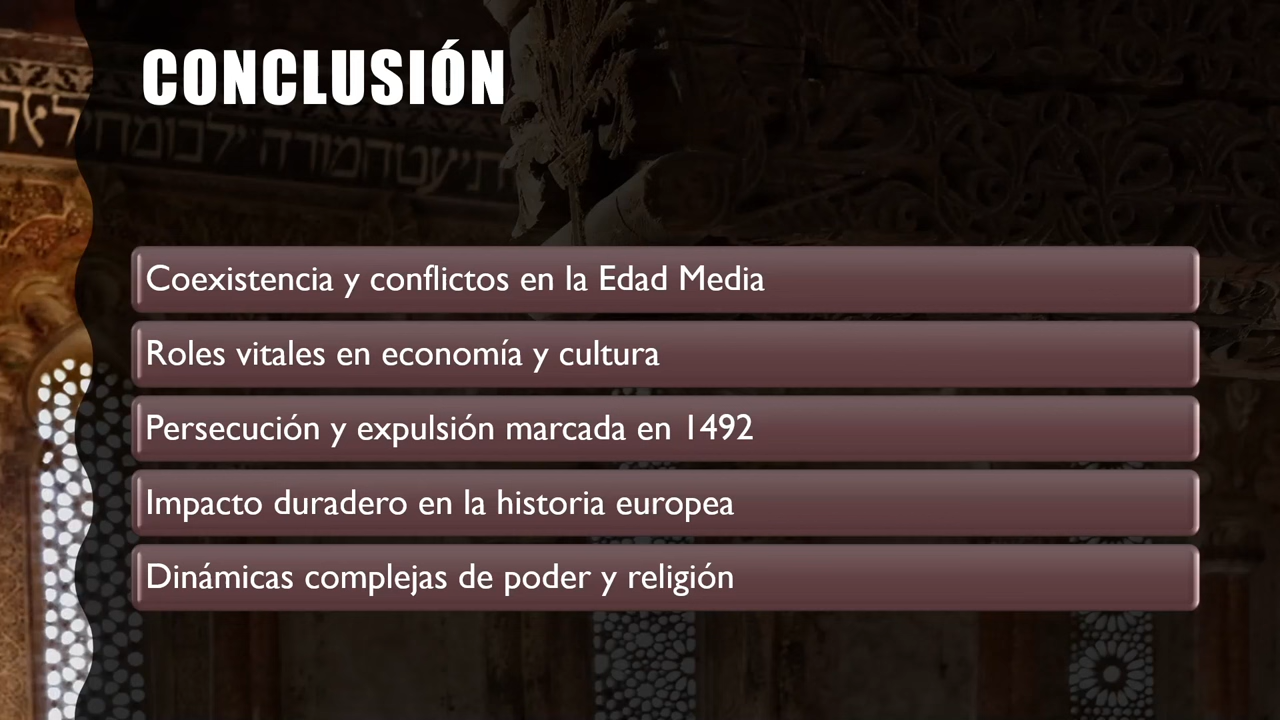 CONCLUSIÓN
Coexistencia y conflictos en la Edad Media
Roles vitales en economía y cultura
Persecución y expulsión marcada en 1492
Impacto duradero en la historia europea
Dinámicas complejas de poder y religión